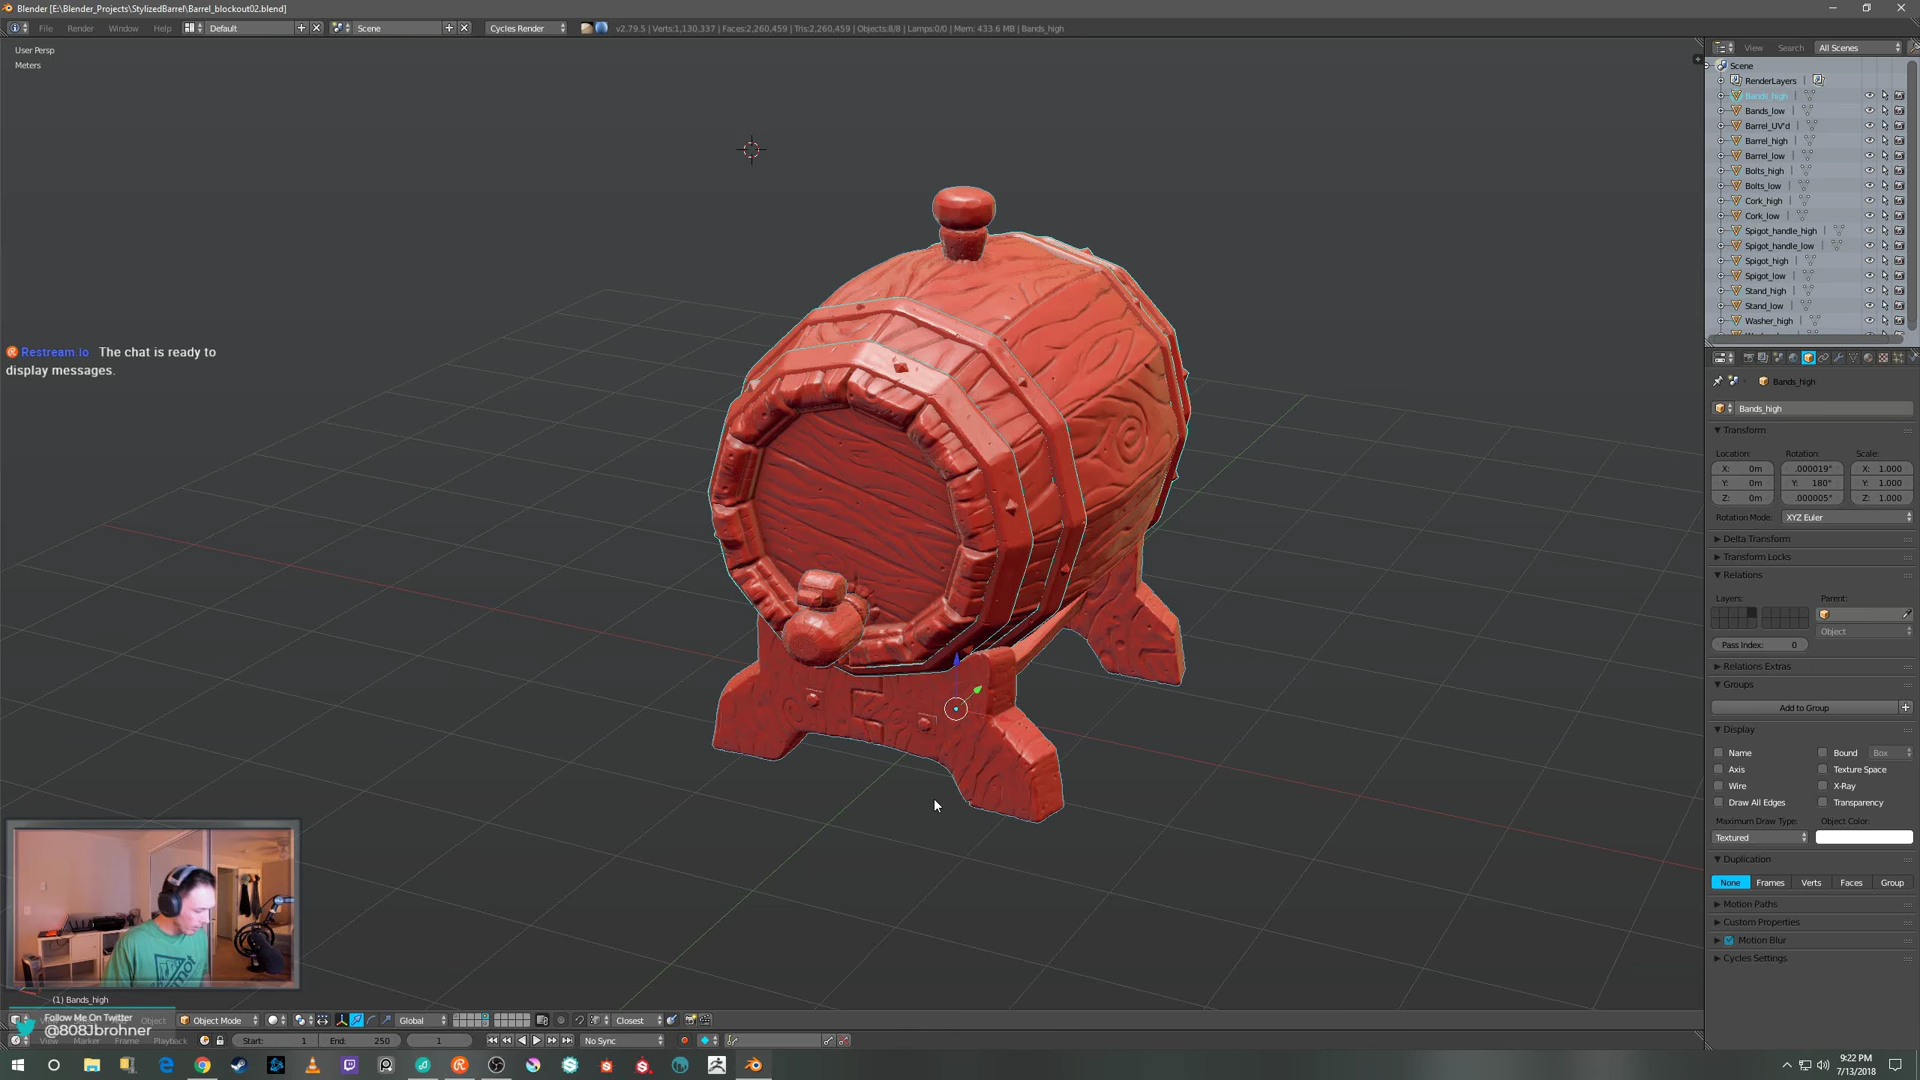 Blender [E:\Blender_Projects\StylizedBarrel\Barrel_blockout02.blend]
File Render Window Help Default Scene Cycles Render v2.79.5 | Verts:1,130,337 | Faces:2,260,459 | Tris:2,260,459 | Objects:8/8 | Lamps:0/0 | Mem: 433.6 MB | Bands_high
User Persp
Meters
View Search All Scenes
Scene
RenderLayers
Bands_high
Bands_low
Barrel_UV'd
Barrel_high
Barrel_low
Bolts_high
Bolts_low
Cork_high
Cork_low
Spigot_handle_high
Spigot_handle_low
Spigot_high
Spigot_low
Stand_high
Stand_low
Washer_high
Restream.io The chat is ready to
display messages.
Bands_high
Bands_high
Transform
Location: Rotation: Scale:
X: 0m .000019° X: 1.000
Y: 0m Y: 180° Y: 1.000
Z: 0m .000005° Z: 1.000
Rotation Mode: XYZ Euler
Delta Transform
Transform Locks
Relations
Layers: Parent:
Object
Pass Index: 0
Relations Extras
Groups
Add to Group
Display
Name Bound Box
Axis Texture Space
Wire X-Ray
Draw All Edges Transparency
Maximum Draw Type: Object Color:
Textured
Duplication
None Frames Verts Faces Group
Motion Paths
Custom Properties
Motion Blur
Cycles Settings
(1) Bands_high
Follow Me On Twitter
@808Jbrohner
Object Object Mode Global Closest
View Marker Frame Playback Start: 1 End: 250 1 No Sync
9:22 PM
7/13/2018